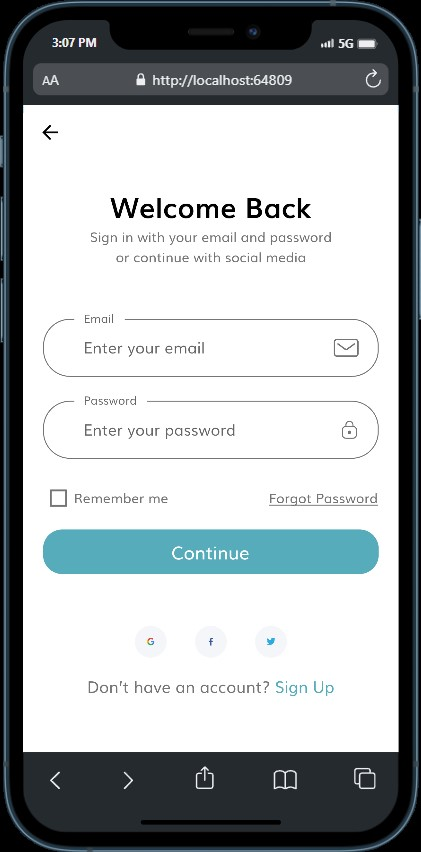 3:07 PM
5G
AA
http://localhost:64809
Welcome Back
Sign in with your email and password
or continue with social media
Email
Enter your email
Password
Enter your password
Remember me
Forgot Password
Continue
G
f
Don't have an account? Sign Up